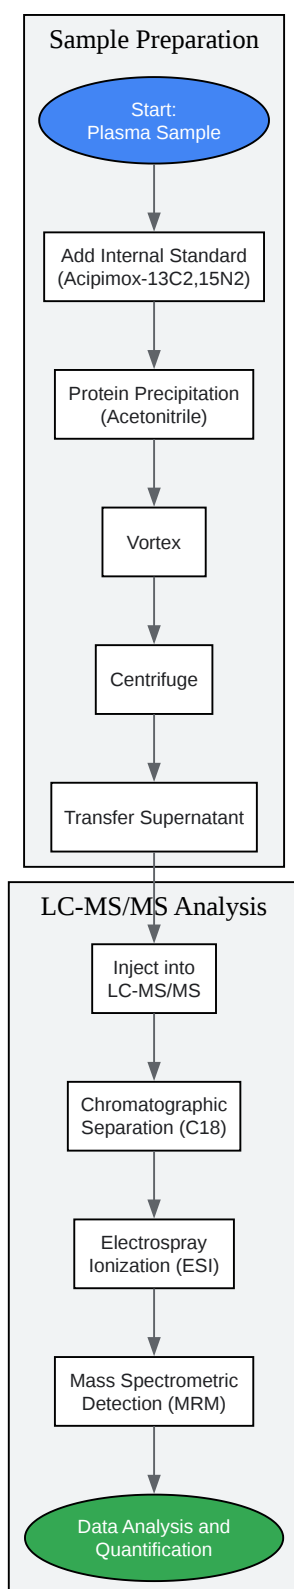 Sample Preparation
Start:
Plasma Sample
Add Internal Standard
(Acipimox-13C2,15N2)
Protein Precipitation
(Acetonitrile)
Vortex
Centrifuge
Transfer Supernatant
LC-MS/MS Analysis
Inject into
LC-MS/MS
Chromatographic
Separation (C18)
Electrospray
Ionization (ESI)
Mass Spectrometric
Detection (MRM)
Data Analysis and
Quantification